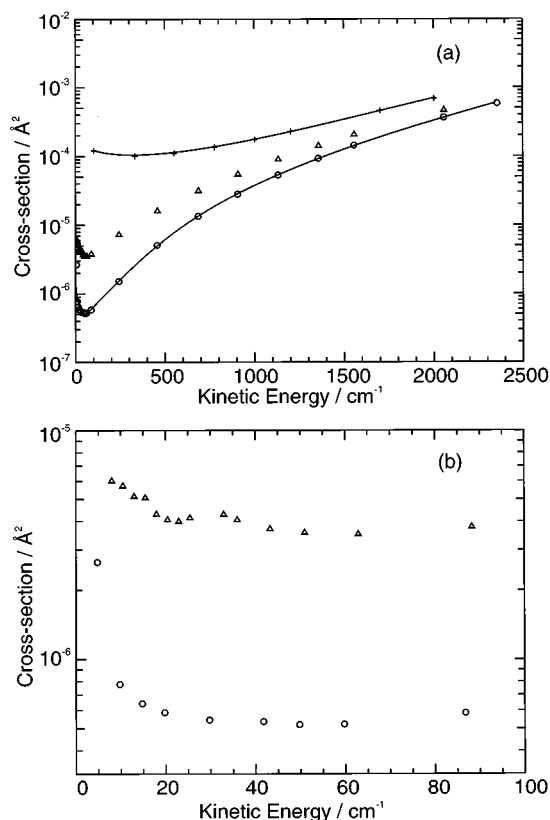 10⁻²
(a)
10⁻³
10⁻⁴
10⁻⁵
10⁻⁶
10⁻⁷
Cross-section / Å²
0 500 1000 1500 2000 2500
Kinetic Energy / cm⁻¹
10⁻⁵
(b)
10⁻⁶
Cross-section / Å²
0 20 40 60 80 100
Kinetic Energy / cm⁻¹